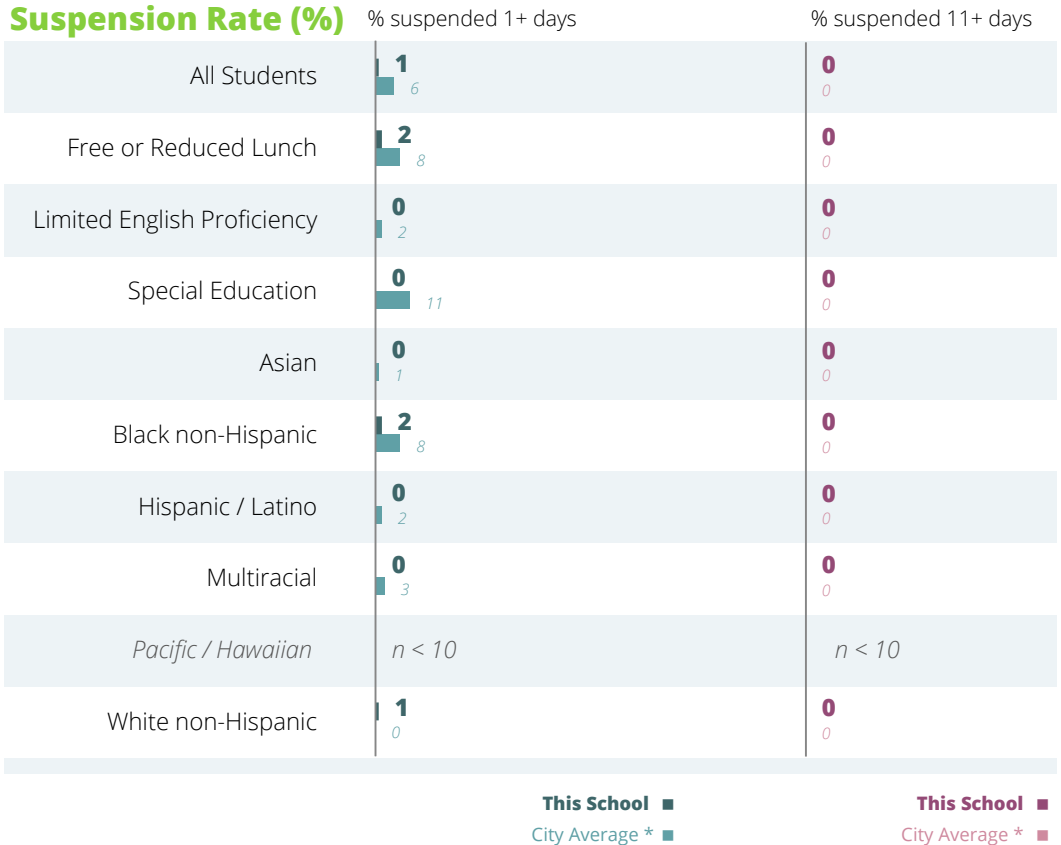 Suspension Rate (%) % suspended 1+ days % suspended 11+ days
All Students 1 0
6 0
Free or Reduced Lunch 2 0
8 0
Limited English Proficiency 0 0
2 0
Special Education 0 0
11 0
Asian 0 0
1 0
Black non-Hispanic 2 0
8 0
Hispanic / Latino 0 0
2 0
Multiracial 0 0
3 0
Pacific / Hawaiian n < 10 n < 10
White non-Hispanic 1 0
0 0
This School This School
City Average * City Average *